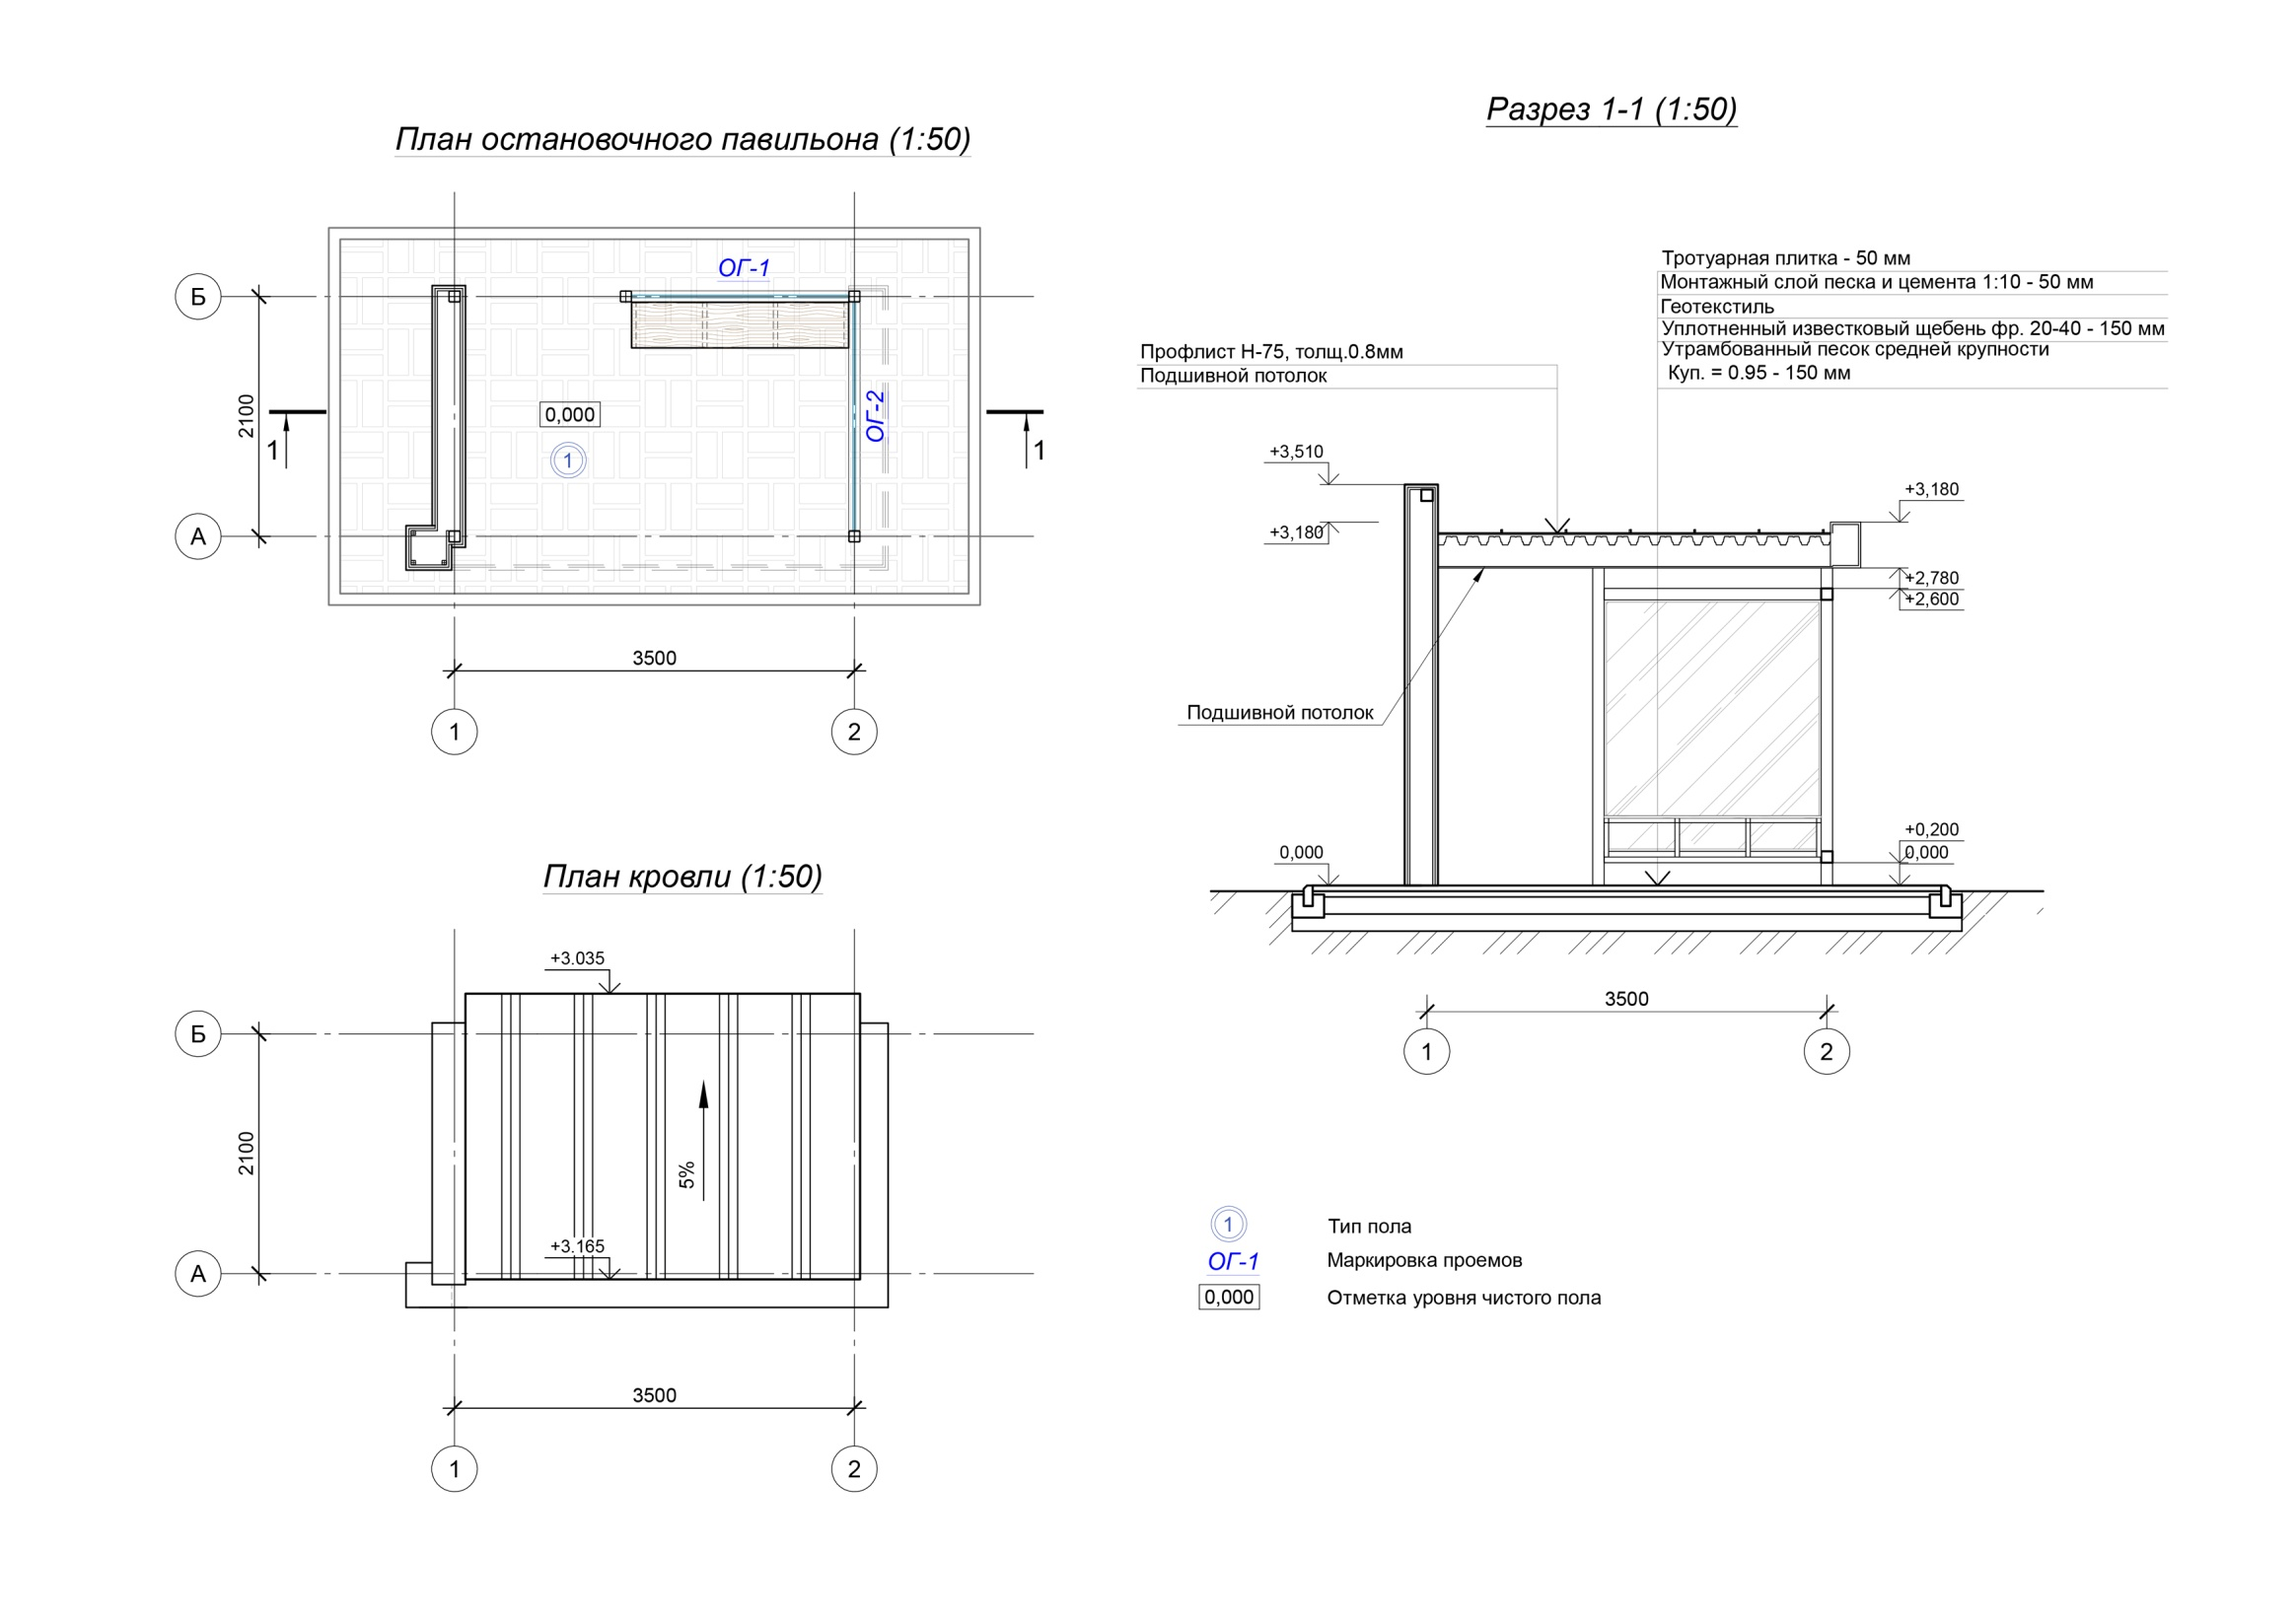 План остановочного павильона (1:50)
ОГ-1
Б
ОГ-2
2100
0,000
1
1
1
А
3500
1
2
План кровли (1:50)
+3.035
Б
2100
5%
+3.165
А
3500
1
2
Разрез 1-1 (1:50)
Тротуарная плитка - 50 мм
Монтажный слой песка и цемента 1:10 - 50 мм
Геотекстиль
Уплотненный известковый щебень фр. 20-40 - 150 мм
Утрамбованный песок средней крупности
Куп. = 0.95 - 150 мм
Профлист Н-75, толщ.0.8мм
Подшивной потолок
+3,510
+3,180
+3,180
+2,780
+2,600
Подшивной потолок
+0,200
0,000
0,000
3500
1
2
1
Тип пола
ОГ-1
Маркировка проемов
0,000
Отметка уровня чистого пола